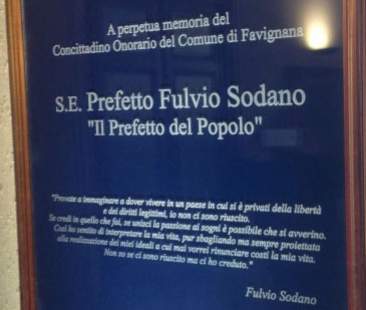 A perpetua memoria del
Concittadino Onorario del Comune di Favignana
S.E. Prefetto Fulvio Sodano
"Il Prefetto del Popolo"
"Provate a immaginare a dover vivere in un paese in cui si è privati della libertà
e dei diritti legittimi, io non ci sono riuscito.
Se credi in quello che fai, se unisci la passione ai sogni è possibile che si avverino.
Così ho sentito di interpretare la mia vita, pur sbagliando ma sempre proiettata
alla realizzazione dei miei ideali a cui mai vorrei rinunciare costi la mia vita.
Non so se ci sono riuscito ma ci ho creduto."
Fulvio Sodano